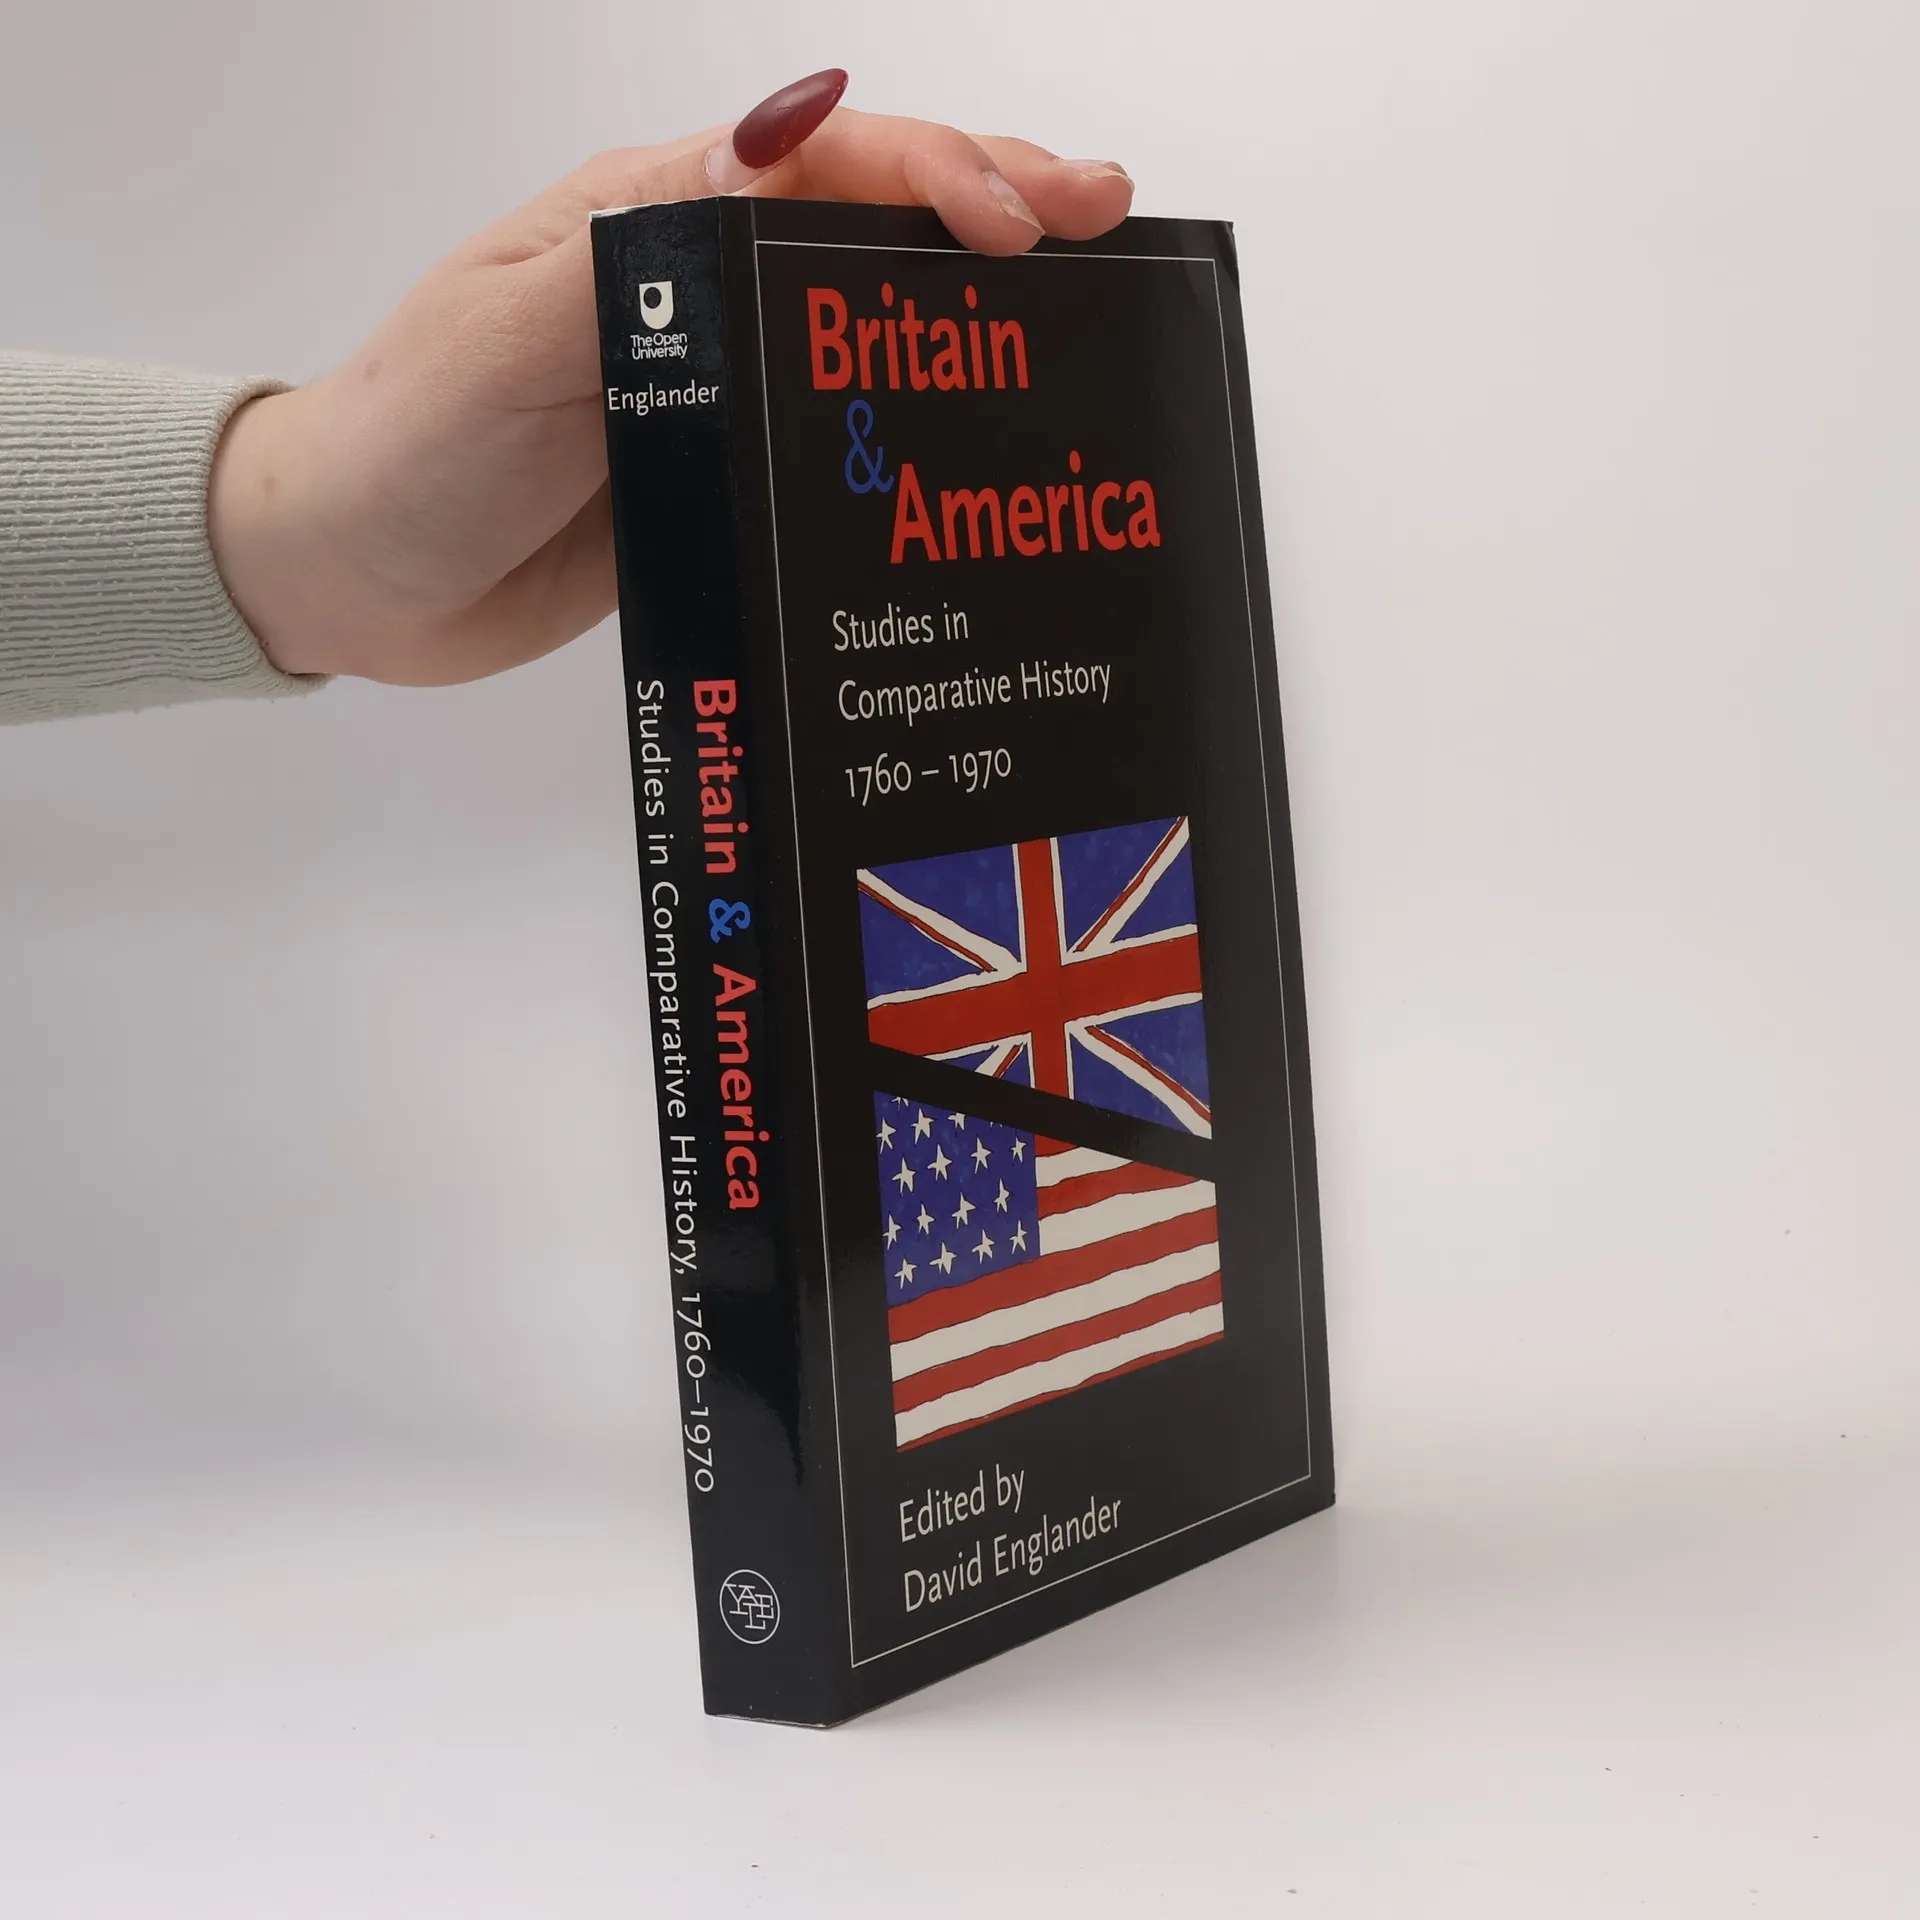 The Open
University
Englander
Britain & America
Studies in Comparative History, 1760–1970
YALE
Britain
&
America
Studies in
Comparative History
1760 – 1970
Edited by
David Englander